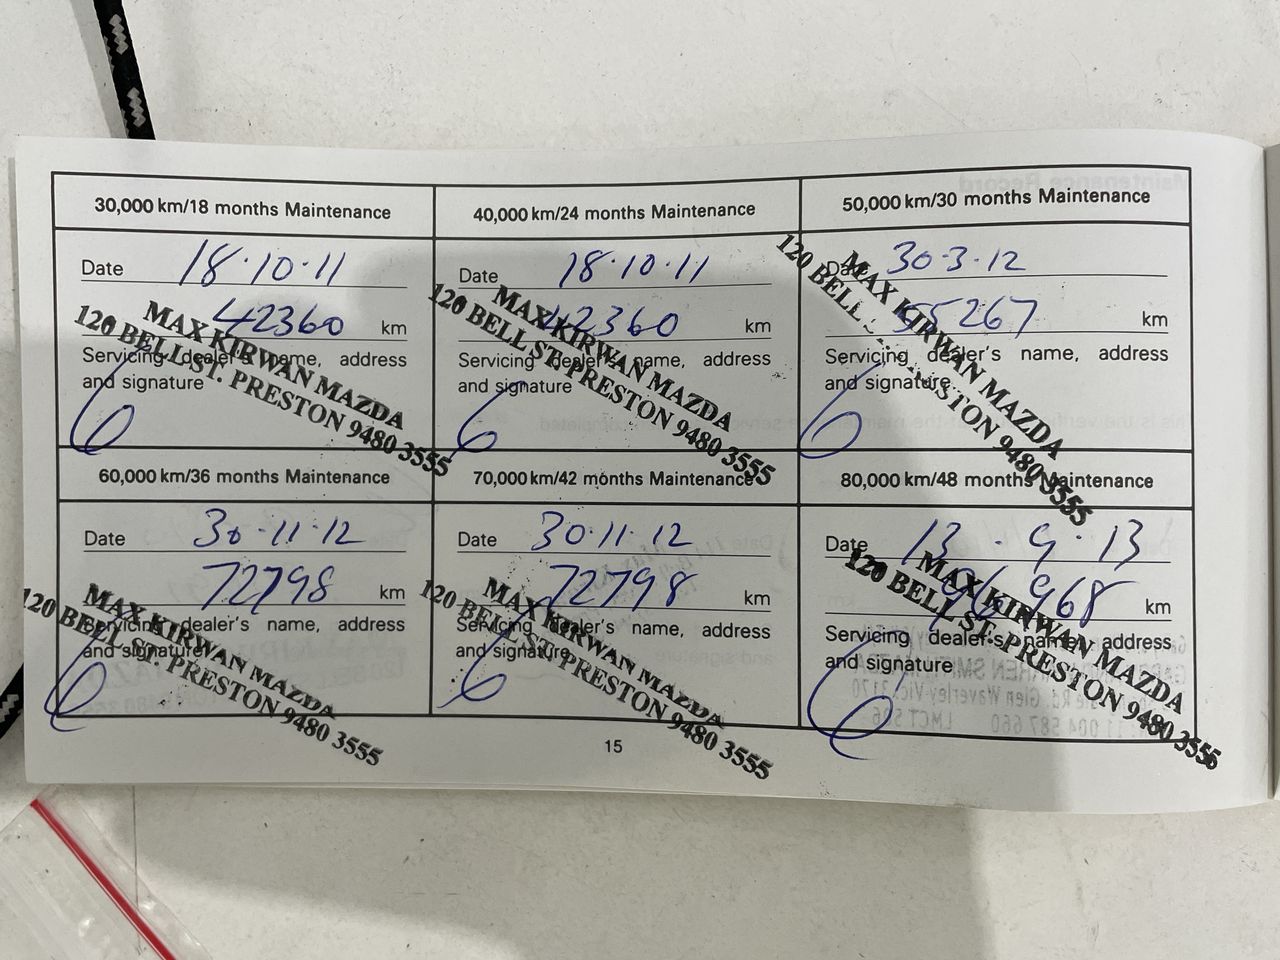 30,000 km/18 months Maintenance
Date 18·10·11
42360 km
Servicing dealer's name, address
and signature
MAX KIRWAN MAZDA
120 BELL ST. PRESTON 9480 3555
40,000 km/24 months Maintenance
Date 18·10·11
42360 km
Servicing dealer's name, address
and signature
MAX KIRWAN MAZDA
120 BELL ST. PRESTON 9480 3555
50,000 km/30 months Maintenance
Date 30·3·12
55267 km
Servicing dealer's name, address
and signature
MAX KIRWAN MAZDA
120 BELL ST. PRESTON 9480 3555
60,000 km/36 months Maintenance
Date 30·11·12
72798 km
Servicing dealer's name, address
and signature
MAX KIRWAN MAZDA
120 BELL ST. PRESTON 9480 3555
70,000 km/42 months Maintenance
Date 30·11·12
72798 km
Servicing dealer's name, address
and signature
MAX KIRWAN MAZDA
120 BELL ST. PRESTON 9480 3555
80,000 km/48 months Maintenance
Date 13 · 9 · 13
96 968 km
Servicing dealer's name, address
and signature
MAX KIRWAN MAZDA
120 BELL ST. PRESTON 9480 3555
15